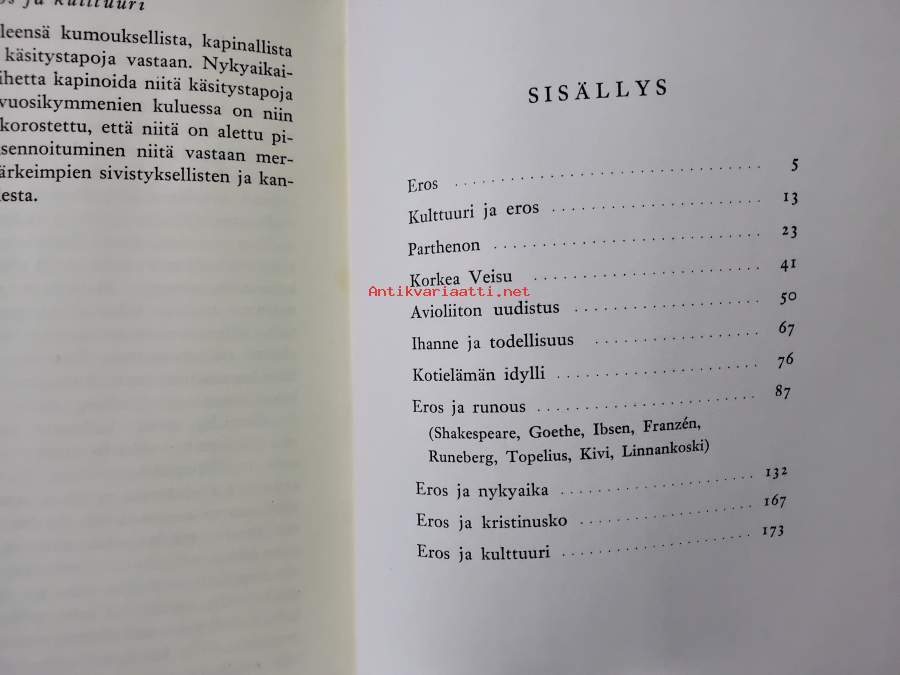 ja kulttuuri
leensä kumouksellista, kapinallista
käsitystapoja vastaan. Nykyaikai-
ihetta kapinoida niitä käsitystapoja
vuosikymmenien kuluessa on niin
korostettu, että niitä on alettu pi-
sennoituminen niitä vastaan mer-
ärkeimpien sivistyksellisten ja kan-
esta.
SISÄLLYS
Eros . . . . . . . . . . . . . . . . . . . . . . 5
Kulttuuri ja eros . . . . . . . . . . . . . . . 13
Parthenon . . . . . . . . . . . . . . . . . . . 23
Korkea Veisu . . . . . . . . . . . . . . . . . 41
Antikvariaatti.net
Avioliiton uudistus . . . . . . . . . . . . . . 50
Ihanne ja todellisuus . . . . . . . . . . . . 67
Kotielämän idylli . . . . . . . . . . . . . . . 76
Eros ja runous . . . . . . . . . . . . . . . . 87
(Shakespeare, Goethe, Ibsen, Franzén,
Runeberg, Topelius, Kivi, Linnankoski)
Eros ja nykyaika . . . . . . . . . . . . . . . 132
Eros ja kristinusko . . . . . . . . . . . . . 167
Eros ja kulttuuri . . . . . . . . . . . . . . . 173